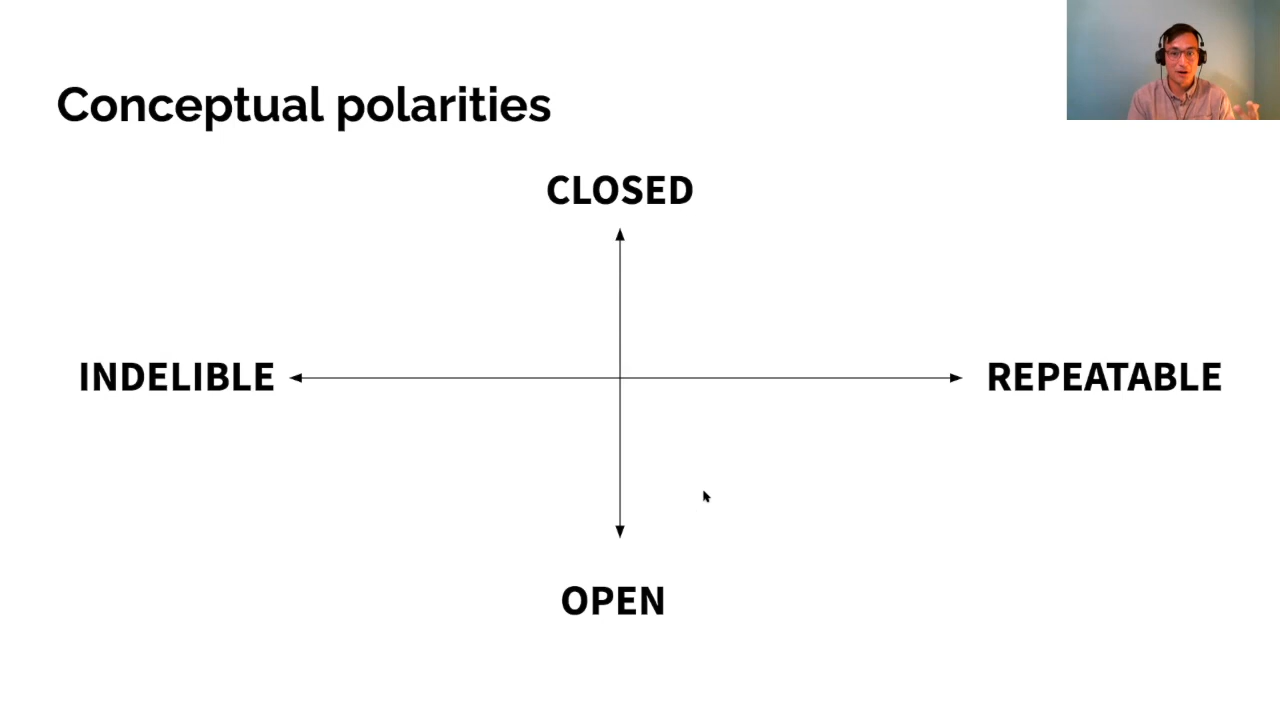 Conceptual polarities
CLOSED
INDELIBLE
REPEATABLE
OPEN